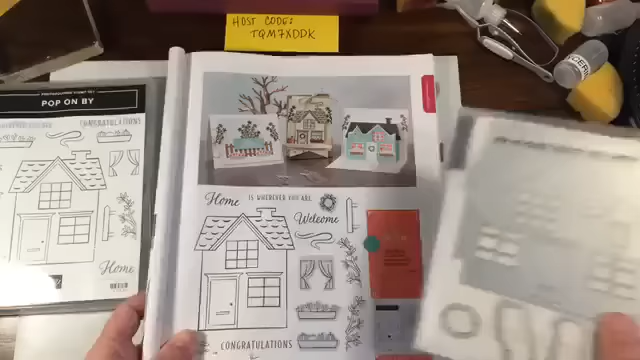 HOST CODE:
TQM7XDDK
POP ON BY
CONGRATULATIONS
Home
Home IS WHEREVER YOU ARE
Welcome
CONGRATULATIONS